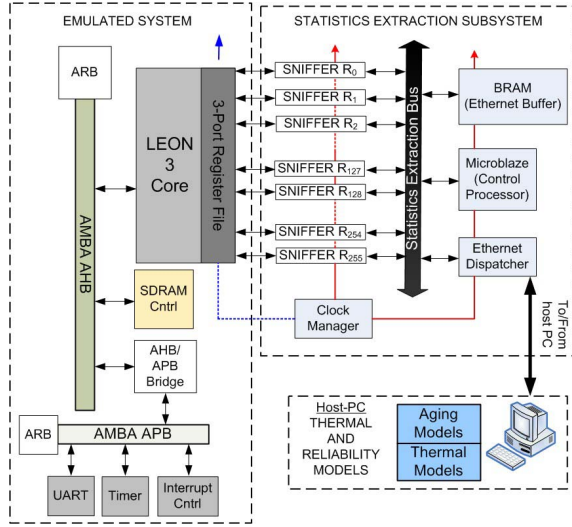 EMULATED SYSTEM
STATISTICS EXTRACTION SUBSYSTEM
ARB
LEON
3
Core
3-Port Register File
AMBA AHB
SDRAM
Cntrl
AHB/
APB
Bridge
ARB
AMBA APB
UART
Timer
Interrupt
Cntrl
SNIFFER R0
SNIFFER R1
SNIFFER R2
SNIFFER R127
SNIFFER R128
SNIFFER R254
SNIFFER R255
Statistics Extraction Bus
BRAM
(Ethernet Buffer)
Microblaze
(Control
Processor)
Ethernet
Dispatcher
Clock
Manager
To/From
host PC
Host-PC
THERMAL
AND
RELIABILITY
MODELS
Aging
Models
Thermal
Models